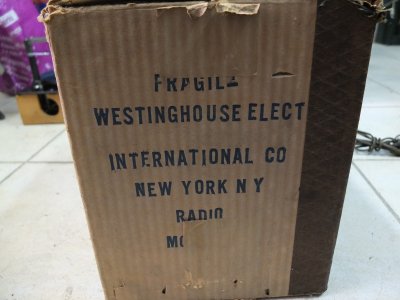 FRAGILE
WESTINGHOUSE ELECT
INTERNATIONAL CO
NEW YORK N Y
RADIO